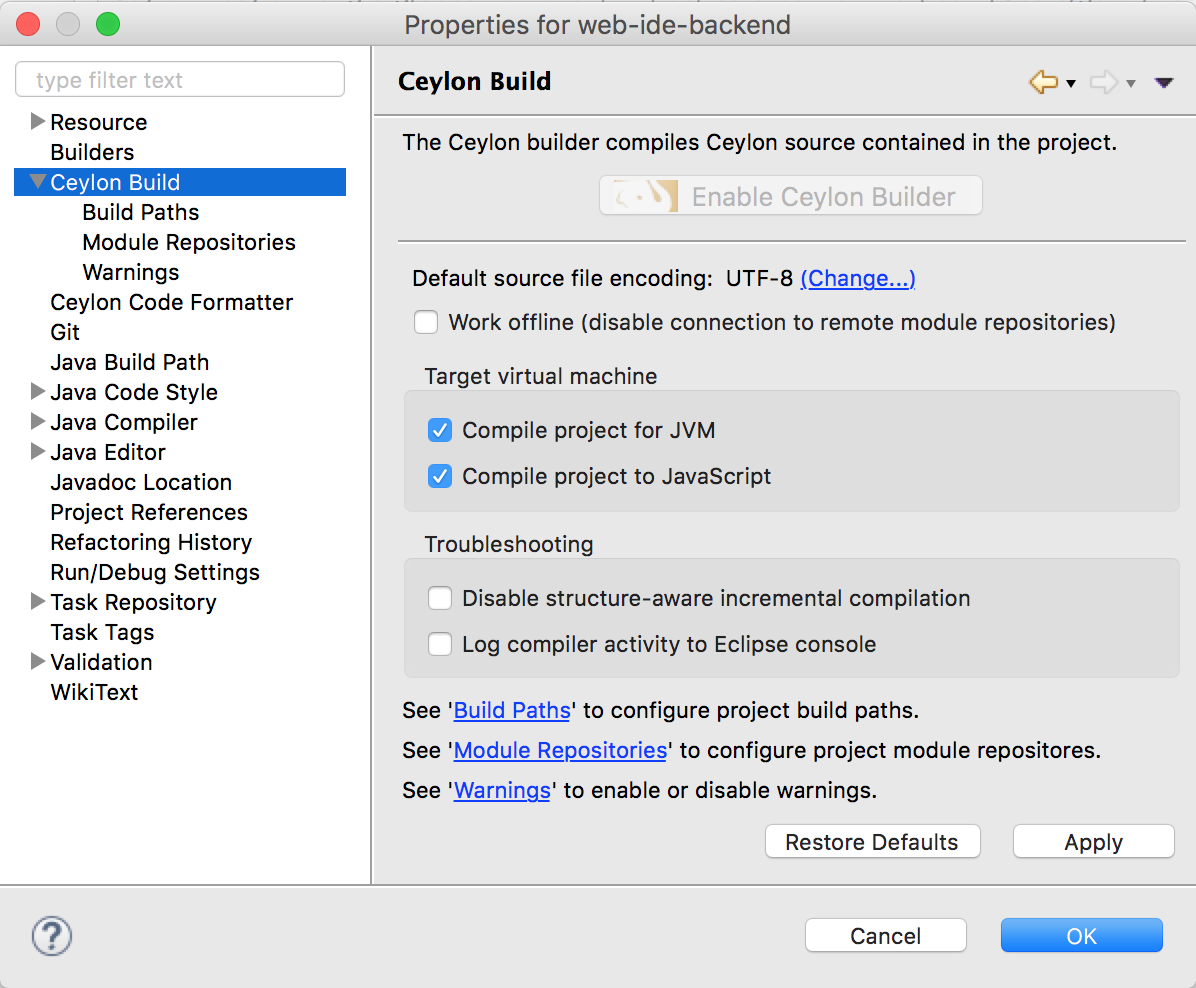 Properties for web-ide-backend
type filter text
Resource
Builders
Ceylon Build
Build Paths
Module Repositories
Warnings
Ceylon Code Formatter
Git
Java Build Path
Java Code Style
Java Compiler
Java Editor
Javadoc Location
Project References
Refactoring History
Run/Debug Settings
Task Repository
Task Tags
Validation
WikiText
Ceylon Build
The Ceylon builder compiles Ceylon source contained in the project.
Enable Ceylon Builder
Default source file encoding: UTF-8 (Change...)
Work offline (disable connection to remote module repositories)
Target virtual machine
Compile project for JVM
Compile project to JavaScript
Troubleshooting
Disable structure-aware incremental compilation
Log compiler activity to Eclipse console
See 'Build Paths' to configure project build paths.
See 'Module Repositories' to configure project module repositores.
See 'Warnings' to enable or disable warnings.
Restore Defaults Apply
? Cancel OK